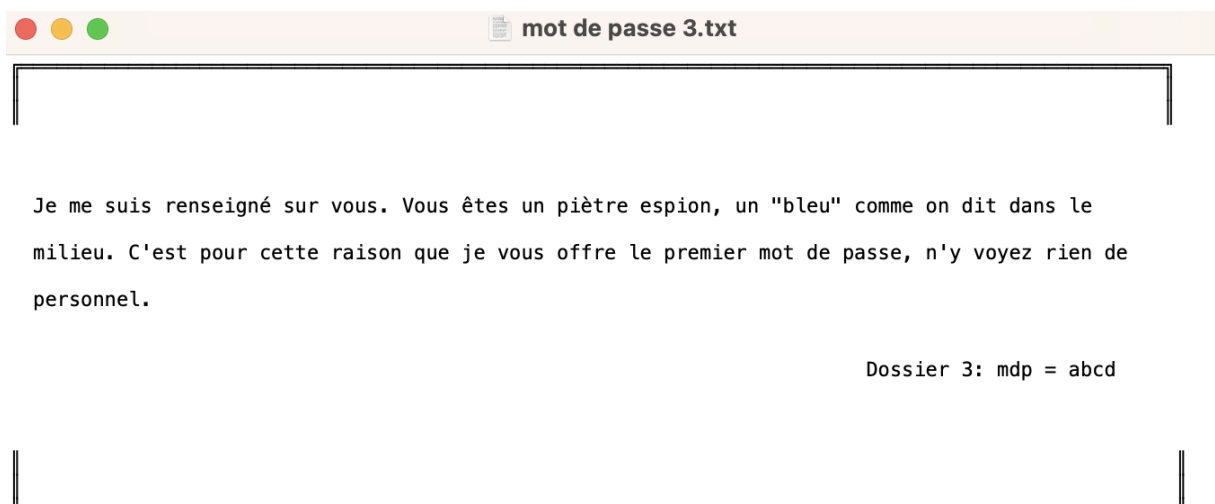 mot de passe 3.txt
Je me suis renseigné sur vous. Vous êtes un piètre espion, un "bleu" comme on dit dans le
milieu. C'est pour cette raison que je vous offre le premier mot de passe, n'y voyez rien de
personnel.
Dossier 3: mdp = abcd